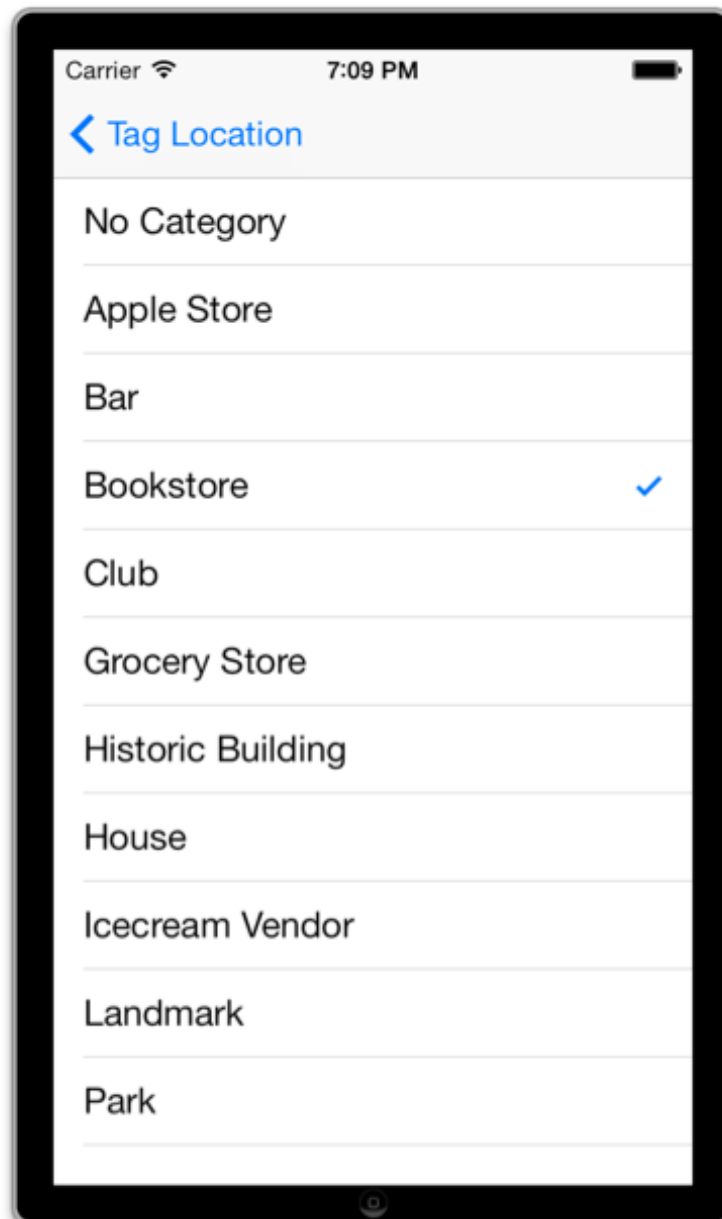 Carrier 7:09 PM
Tag Location
No Category
Apple Store
Bar
Bookstore
Club
Grocery Store
Historic Building
House
Icecream Vendor
Landmark
Park